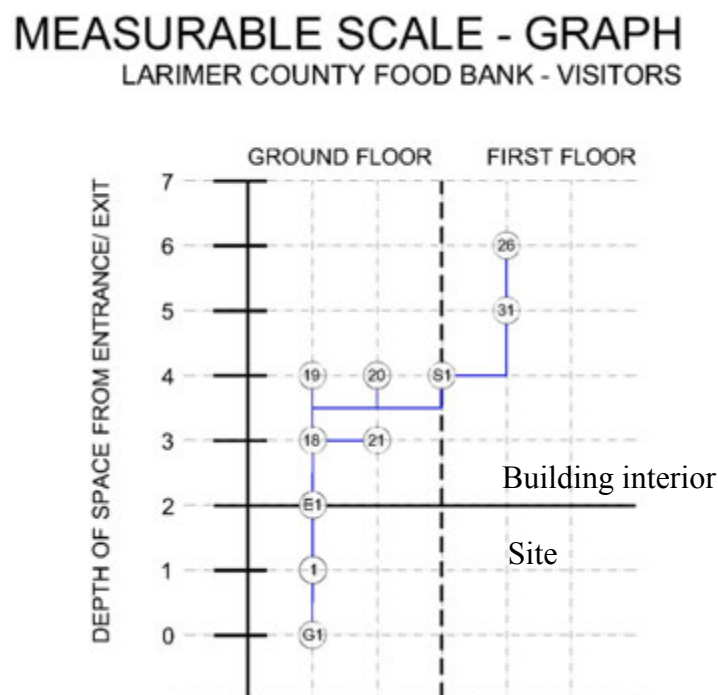 MEASURABLE SCALE - GRAPH
LARIMER COUNTY FOOD BANK - VISITORS
GROUND FLOOR FIRST FLOOR
DEPTH OF SPACE FROM ENTRANCE/ EXIT
7
6 26
5 31
4 19 20 S1
3 18 21
Building interior
2 E1
Site
1 1
0 G1